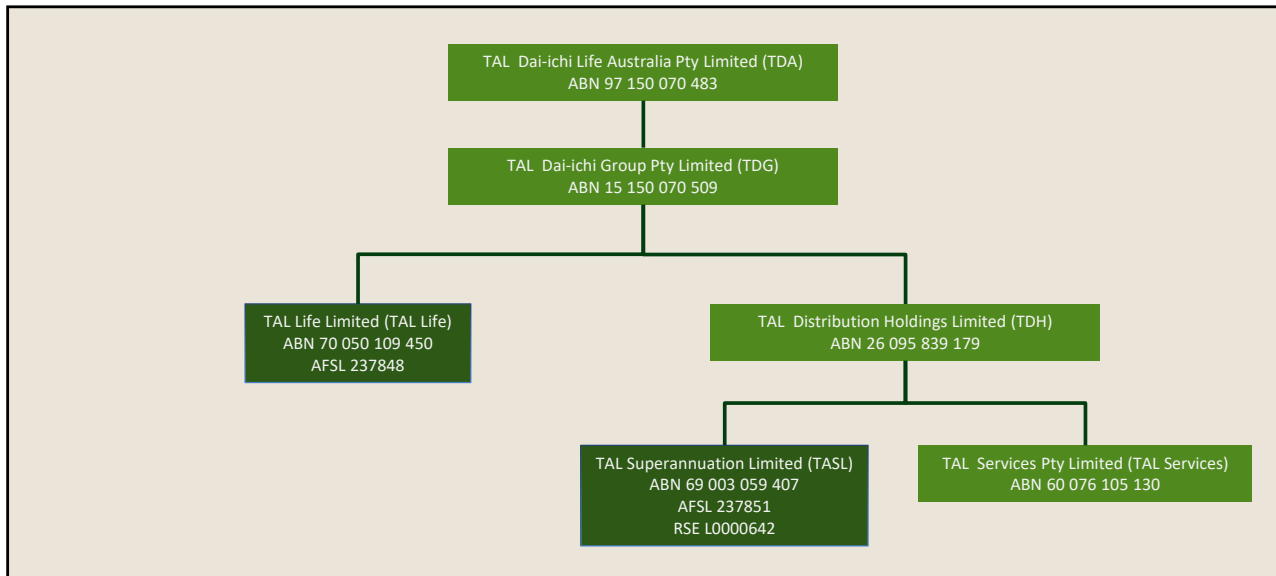 TAL Dai-ichi Life Australia Pty Limited (TDA)
ABN 97 150 070 483
TAL Dai-ichi Group Pty Limited (TDG)
ABN 15 150 070 509
TAL Life Limited (TAL Life)
ABN 70 050 109 450
AFSL 237848
TAL Distribution Holdings Limited (TDH)
ABN 26 095 839 179
TAL Superannuation Limited (TASL)
ABN 69 003 059 407
AFSL 237851
RSE L0000642
TAL Services Pty Limited (TAL Services)
ABN 60 076 105 130